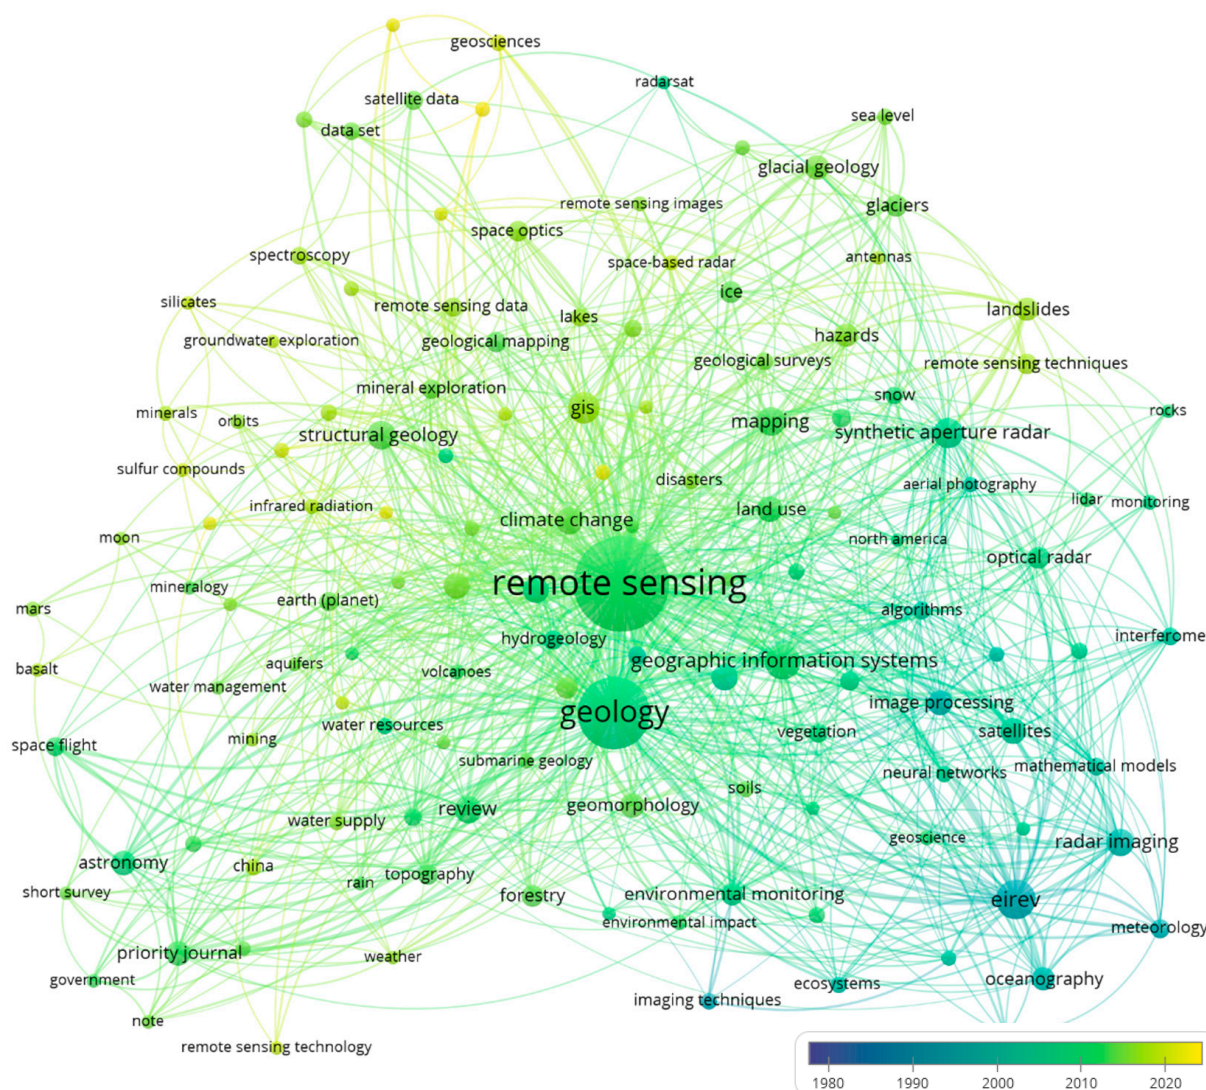 geosciences
radarsat
satellite data
sea level
data set
glacial geology
remote sensing images
glaciers
space optics
spectroscopy
space-based radar
antennas
ice
silicates
remote sensing data
lakes
landslides
groundwater exploration
geological mapping
hazards
geological surveys
remote sensing techniques
mineral exploration
snow
minerals
orbits
gis
mapping
rocks
structural geology
synthetic aperture radar
sulfur compounds
disasters
aerial photography
infrared radiation
climate change
land use
lidar
monitoring
moon
north america
optical radar
remote sensing
mineralogy
mars
earth (planet)
algorithms
hydrogeology
interferome
basalt
aquifers
volcanoes
geographic information systems
water management
image processing
geology
space flight
mining
water resources
vegetation
satellites
submarine geology
neural networks
mathematical models
review
geomorphology
soils
water supply
geoscience
radar imaging
astronomy
china
rain
topography
short survey
forestry
environmental monitoring
eirev
environmental impact
meteorology
priority journal
weather
government
imaging techniques
ecosystems
oceanography
note
remote sensing technology
1980 1990 2000 2010 2020